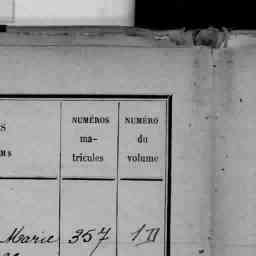 S
MS
NUMÉROS
ma-
tricules
NUMÉRO
du
volume
Marie 357 1 II